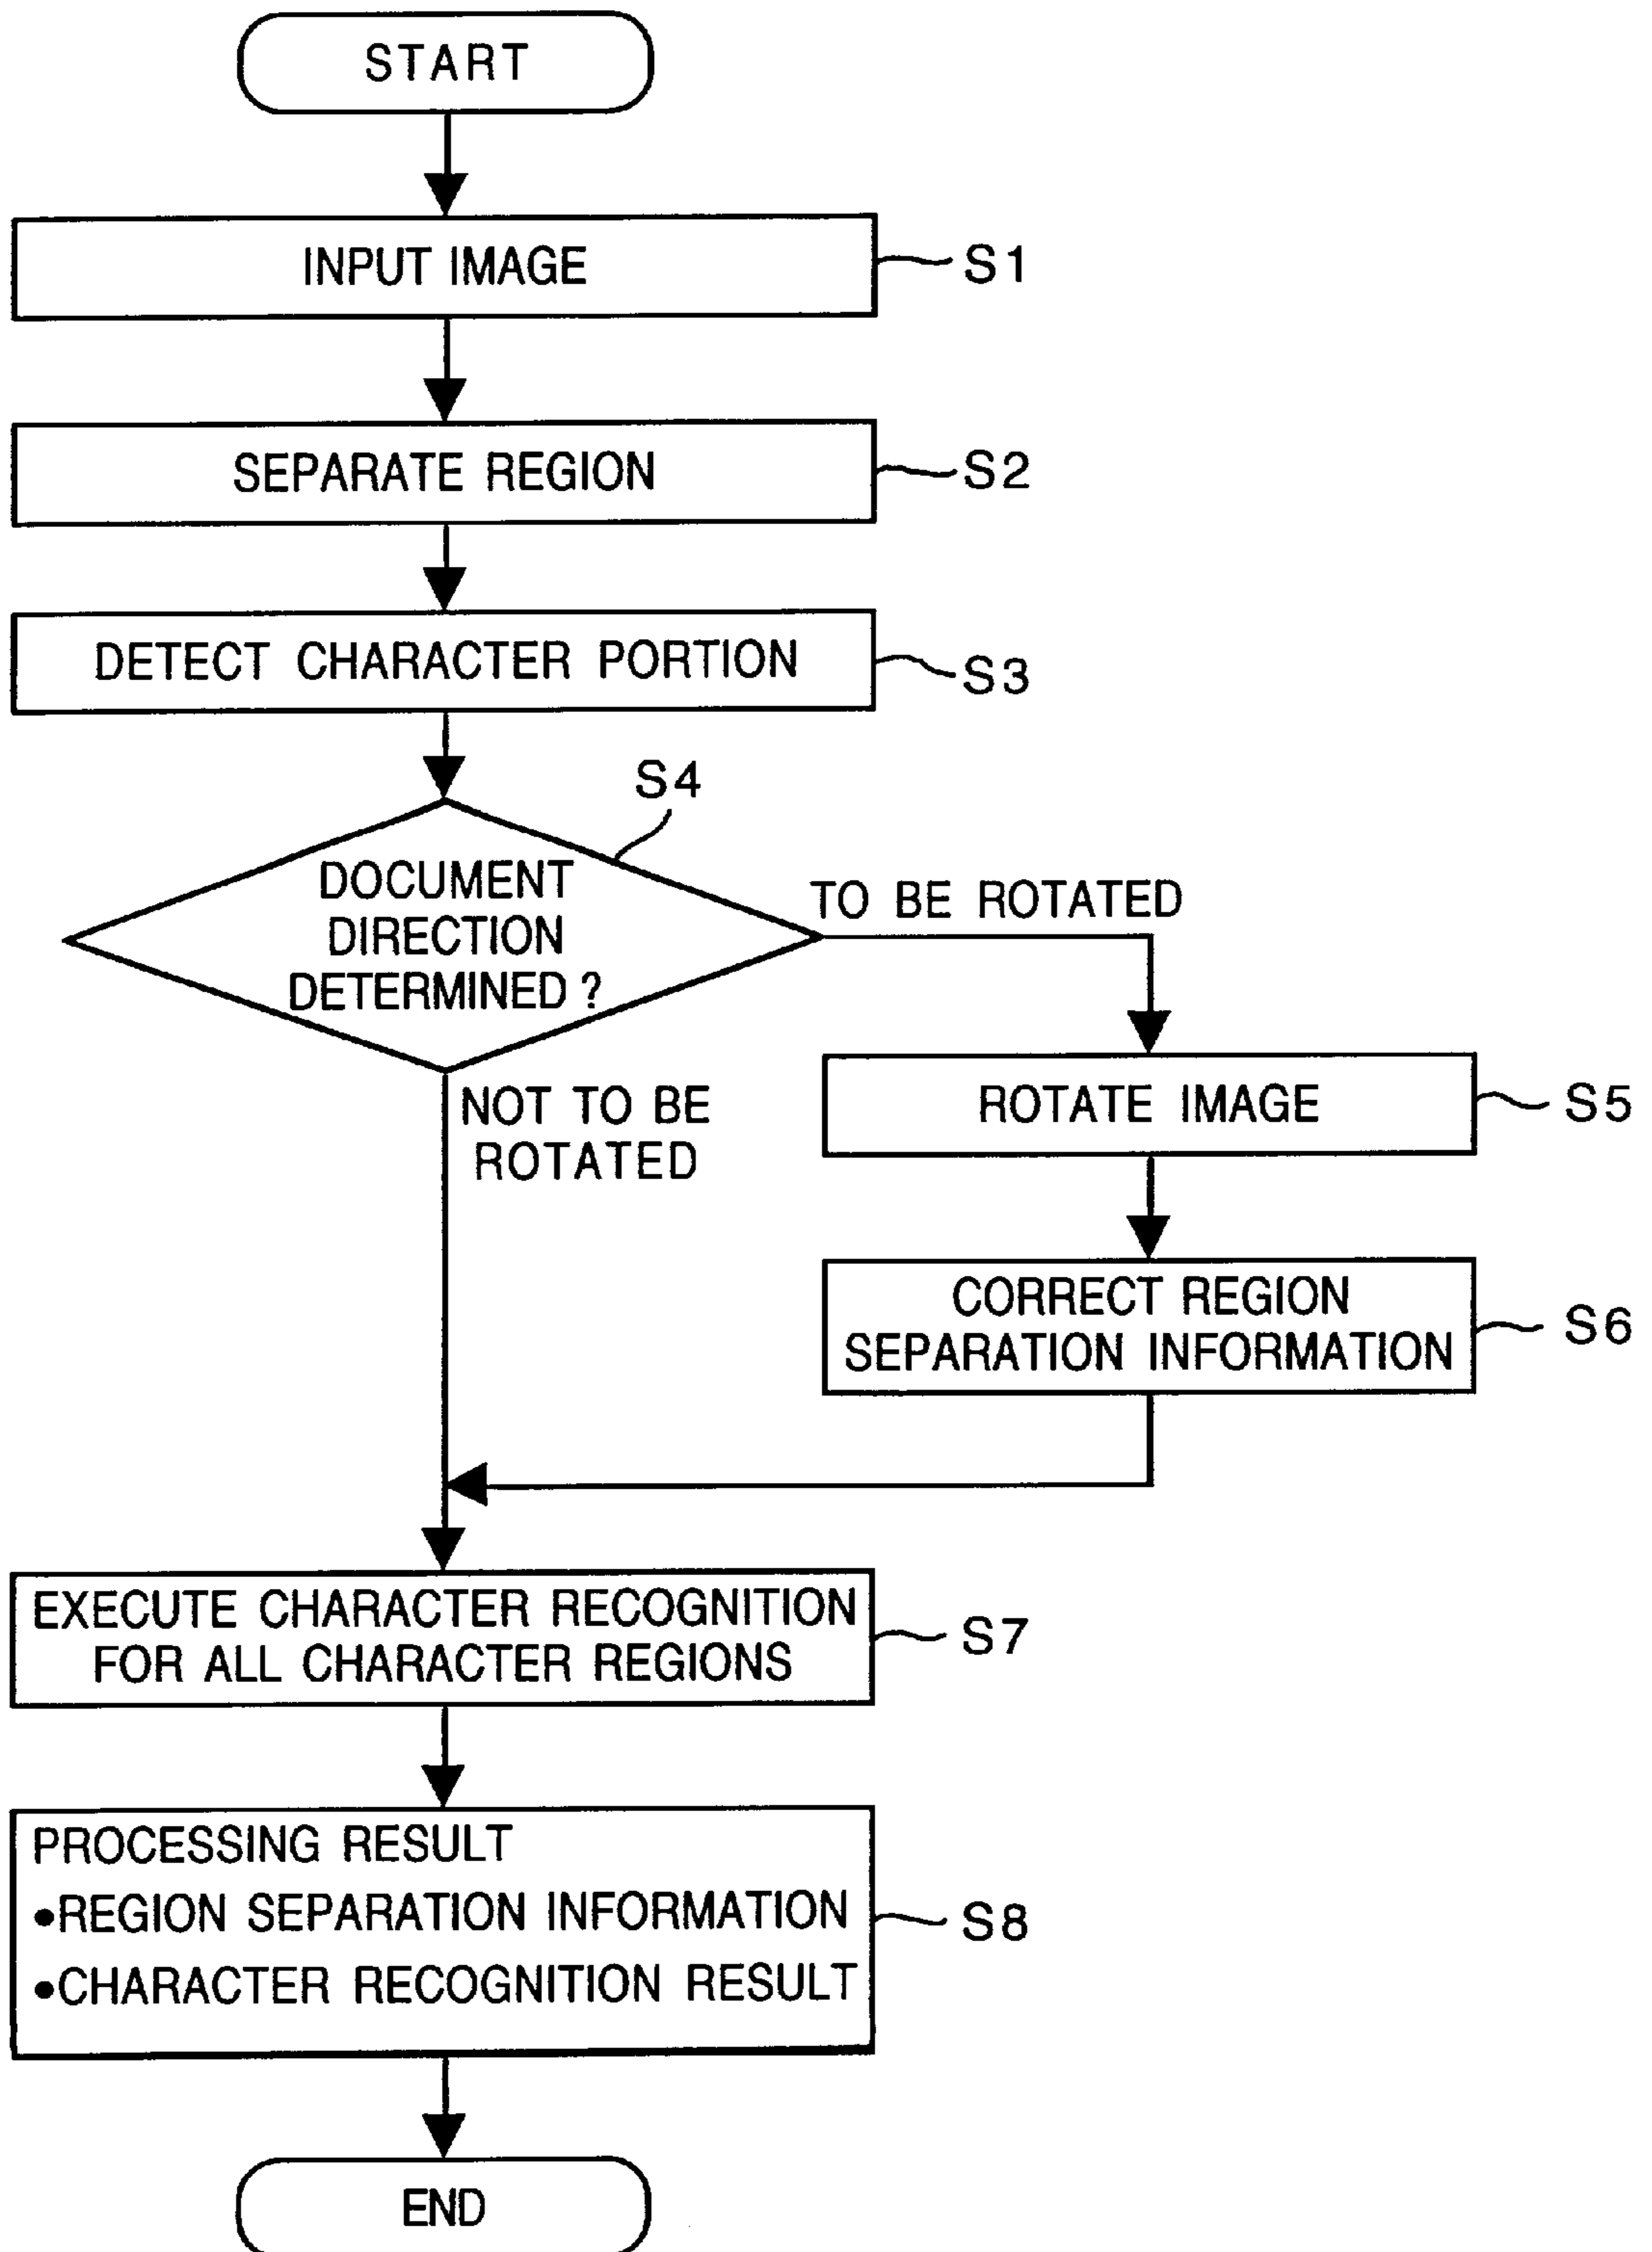 START
INPUT IMAGE
S1
SEPARATE REGION
S2
DETECT CHARACTER PORTION
S3
S4
DOCUMENT
DIRECTION
DETERMINED ?
TO BE ROTATED
NOT TO BE
ROTATED
ROTATE IMAGE
S5
CORRECT REGION
SEPARATION INFORMATION
S6
EXECUTE CHARACTER RECOGNITION
FOR ALL CHARACTER REGIONS
S7
PROCESSING RESULT
●REGION SEPARATION INFORMATION
●CHARACTER RECOGNITION RESULT
S8
END